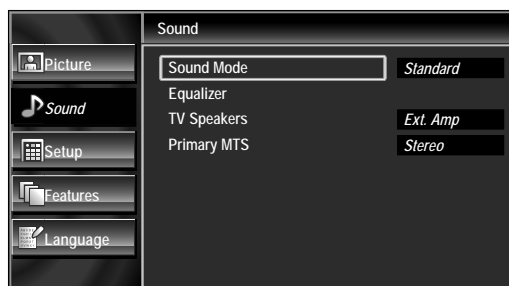 Sound
Picture
Sound
Setup
Features
Language
Sound Mode Standard
Equalizer
TV Speakers Ext. Amp
Primary MTS Stereo